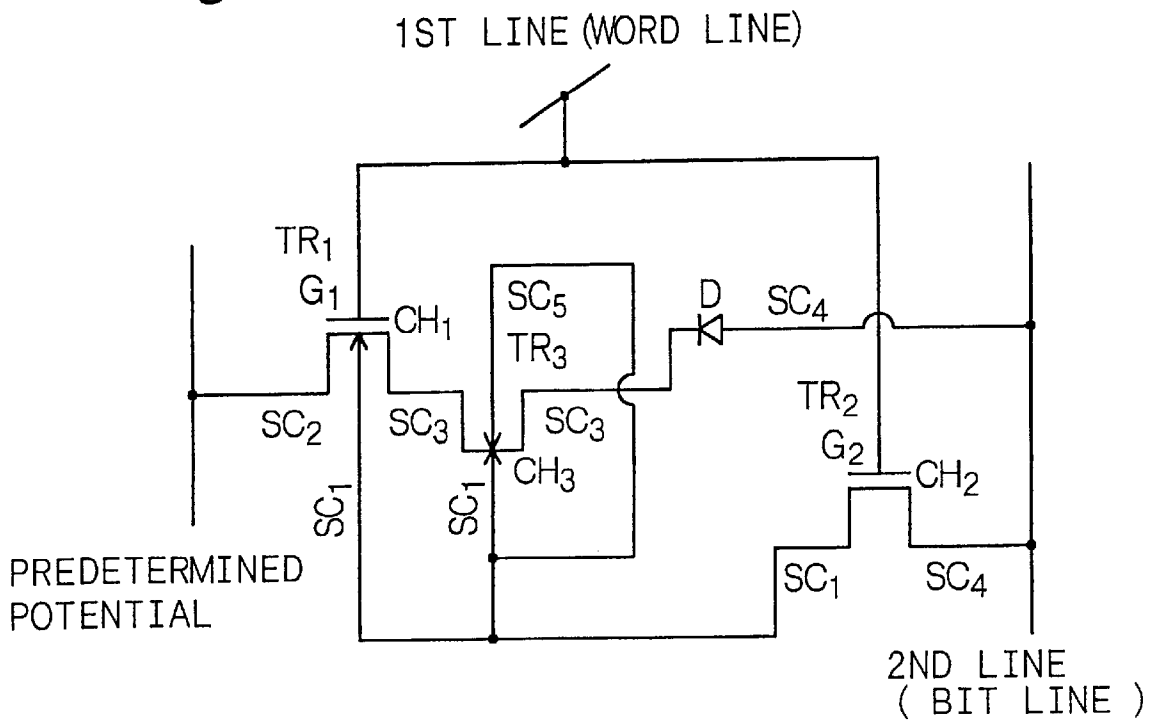 1ST LINE (WORD LINE)
TR1
G1
CH1
SC5
TR3
D
SC4
SC2
SC3
SC3
TR2
G2
CH2
SC1
SC1
CH3
SC1
SC4
PREDETERMINED
POTENTIAL
2ND LINE
( BIT LINE )